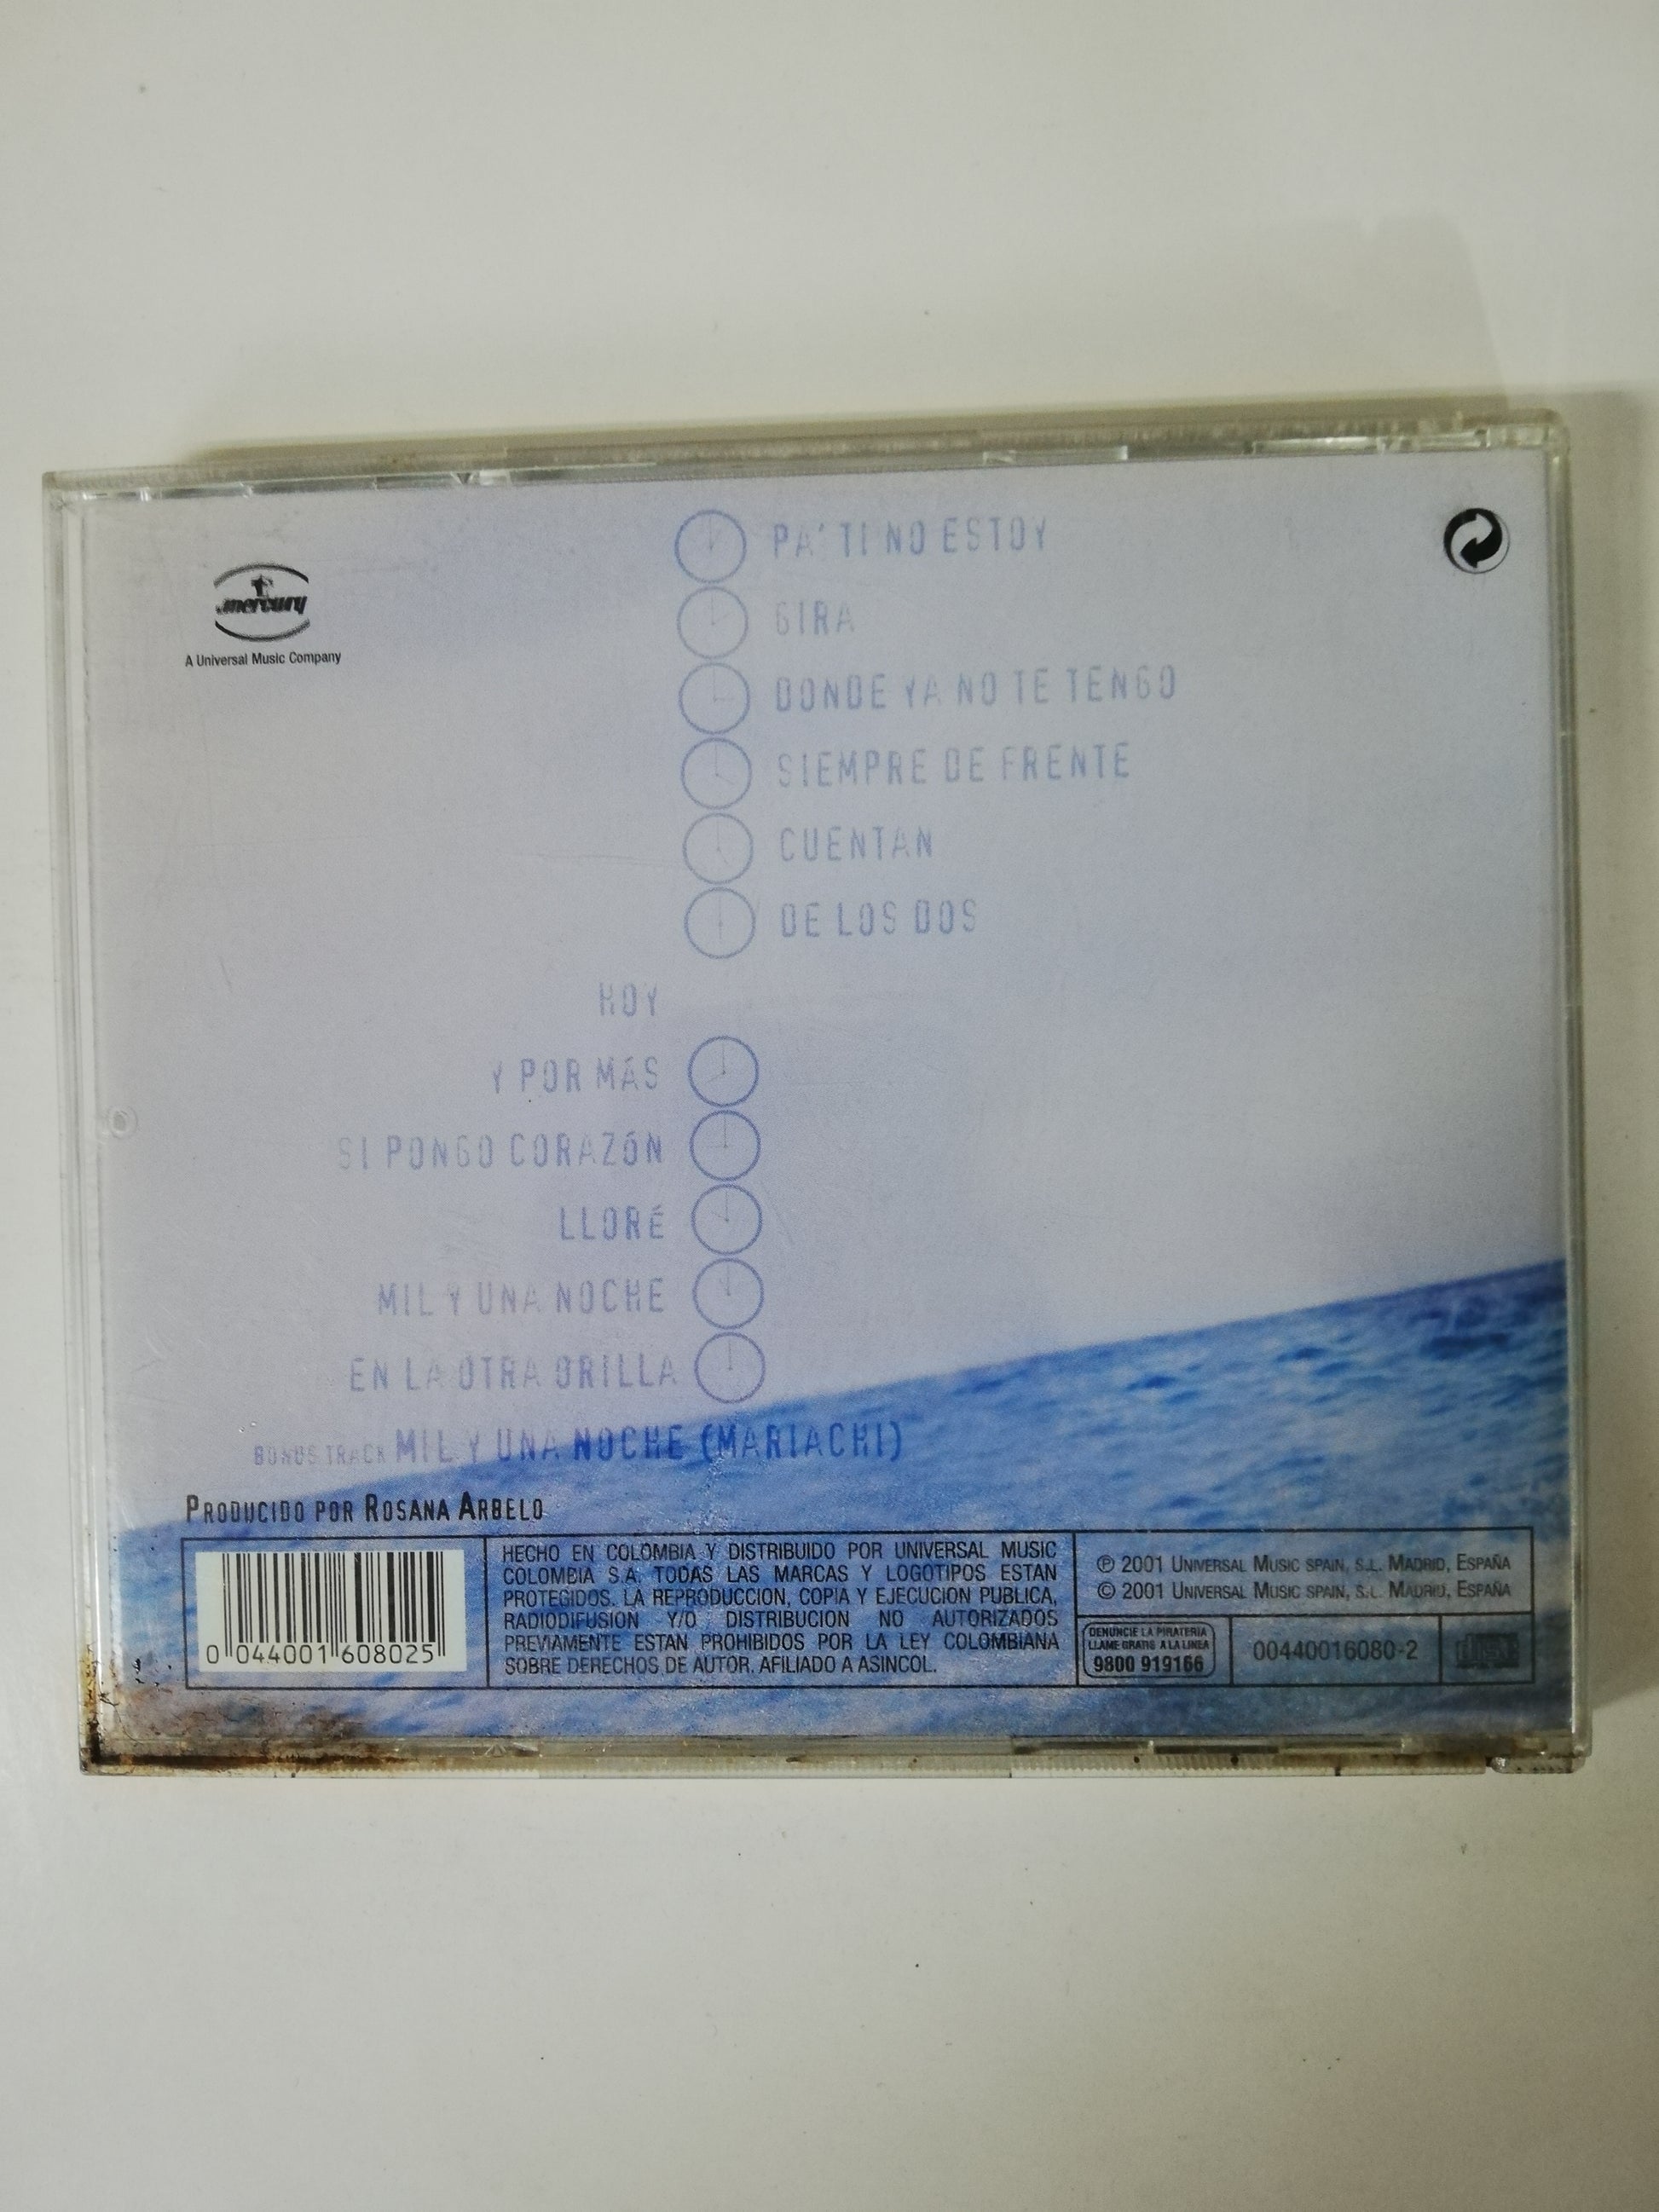 mercury
A Universal Music Company
PA' TI NO ESTOY
GIRA
DONDE YA NO TE TENGO
SIEMPRE DE FRENTE
CUENTAN
DE LOS DOS
HOY
Y POR MÁS
SI PONGO CORAZÓN
LLORÉ
MIL Y UNA NOCHE
EN LA OTRA ORILLA
BONUS TRACK MIL Y UNA NOCHE (MARIACHI)
PRODUCIDO POR ROSANA ARBELO
0 044001 608025
HECHO EN COLOMBIA Y DISTRIBUIDO POR UNIVERSAL MUSIC
COLOMBIA S.A. TODAS LAS MARCAS Y LOGOTIPOS ESTAN
PROTEGIDOS. LA REPRODUCCION, COPIA Y EJECUCION PUBLICA,
RADIODIFUSION Y/O DISTRIBUCION NO AUTORIZADOS
PREVIAMENTE ESTAN PROHIBIDOS POR LA LEY COLOMBIANA
SOBRE DERECHOS DE AUTOR. AFILIADO A ASINCOL.
℗ 2001 UNIVERSAL MUSIC SPAIN, S.L. MADRID, ESPAÑA
© 2001 UNIVERSAL MUSIC SPAIN, S.L. MADRID, ESPAÑA
DENUNCIE LA PIRATERIA
LLAME GRATIS A LA LINEA
9800 919166
00440016080-2
disc